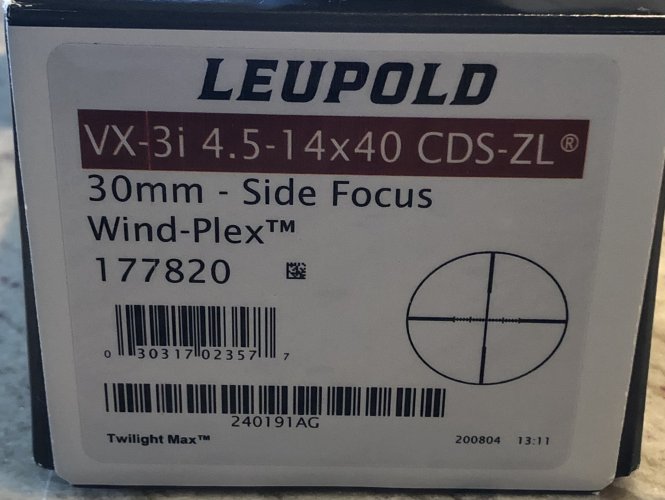 LEUPOLD
VX-3i 4.5-14x40 CDS-ZL®
30mm - Side Focus
Wind-Plex™
177820
0 30317 02357 7
240191AG
Twilight Max™ 200804 13:11